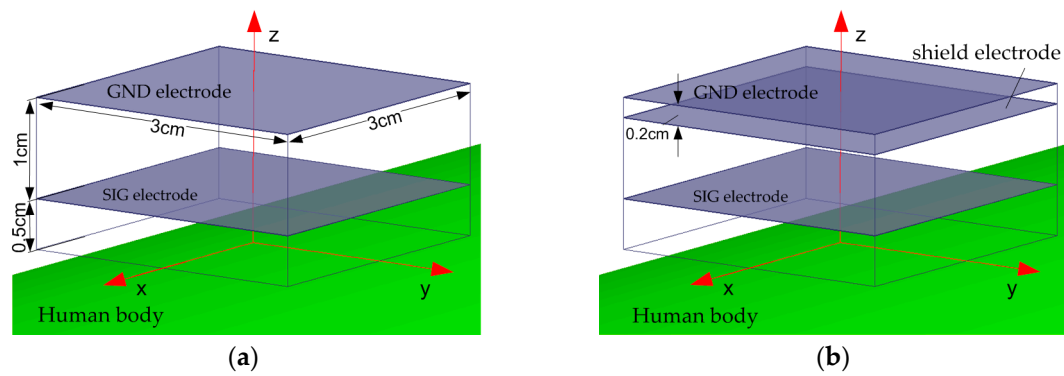 z
GND electrode
3cm
3cm
1cm
SIG electrode
0.5cm
x
y
Human body
(a)
z
shield electrode
GND electrode
0.2cm
SIG electrode
x
y
Human body
(b)